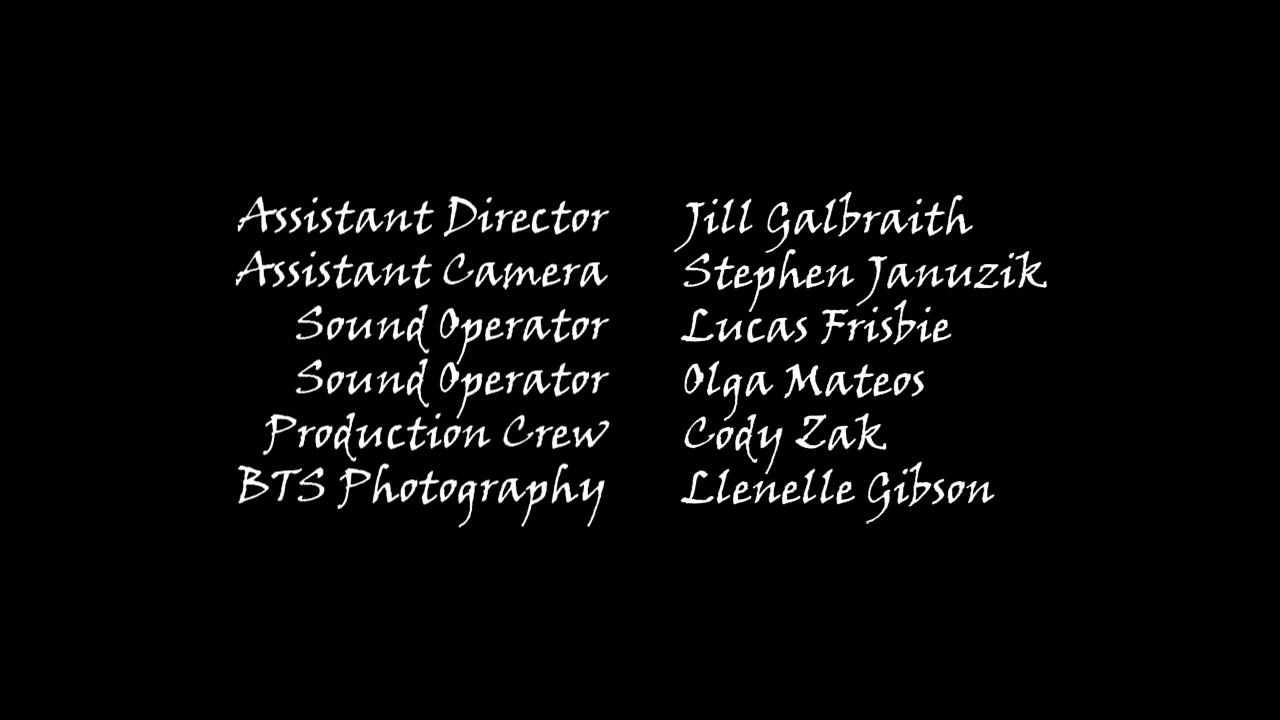 Assistant Director Jill Galbraith
Assistant Camera Stephen Januzik
Sound Operator Lucas Frisbie
Sound Operator Olga Mateos
Production Crew Cody Zak
BTS Photography Llenelle Gibson